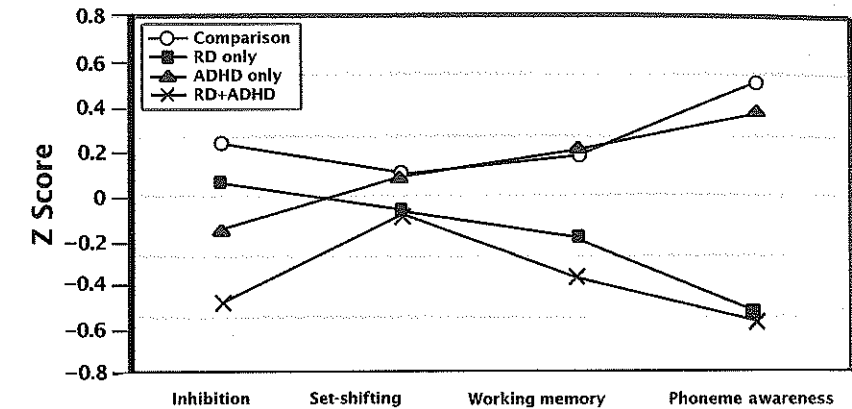 0.8
0.6
0.4
0.2
0
−0.2
−0.4
−0.6
−0.8
Z Score
Comparison
RD only
ADHD only
RD+ADHD
Inhibition Set-shifting Working memory Phoneme awareness